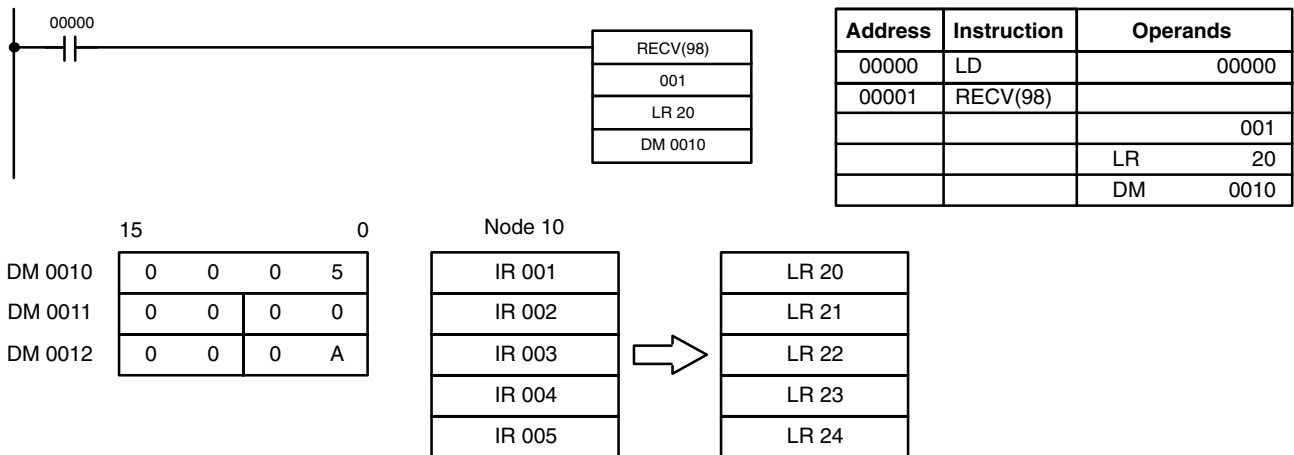 00000
RECV(98)
001
LR 20
DM 0010
Address Instruction Operands
00000 LD 00000
00001 RECV(98)
001
LR 20
DM 0010
15 0
DM 0010 0 0 0 5
DM 0011 0 0 0 0
DM 0012 0 0 0 A
Node 10
IR 001
IR 002
IR 003
IR 004
IR 005
LR 20
LR 21
LR 22
LR 23
LR 24